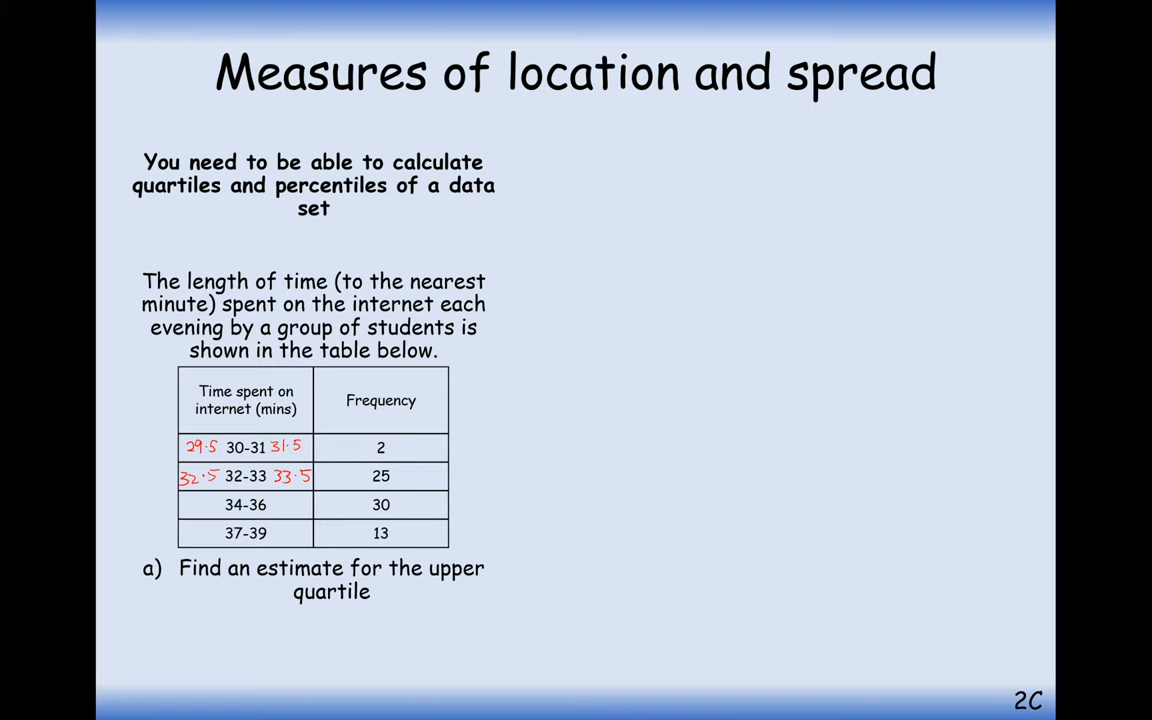 Measures of location and spread
You need to be able to calculate
quartiles and percentiles of a data
set
The length of time (to the nearest
minute) spent on the internet each
evening by a group of students is
shown in the table below.
Time spent on
internet (mins)
Frequency
29.5 30-31 31.5 2
32.5 32-33 33.5 25
34-36 30
37-39 13
a) Find an estimate for the upper
quartile
2C